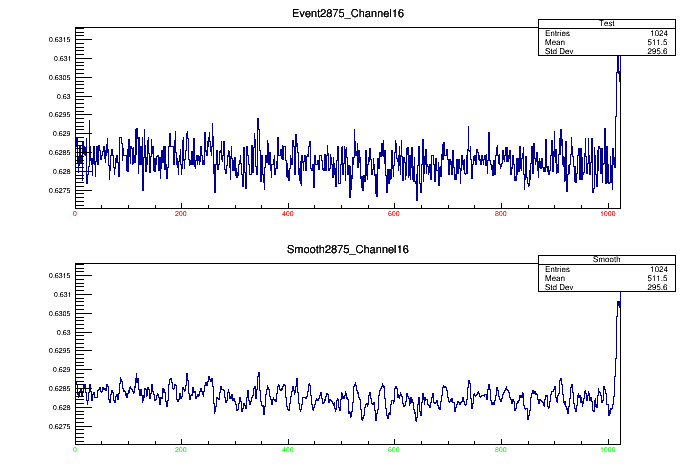 Event2875_Channel16
Test
Entries 1024
Mean 511.5
Std Dev 295.6
0.6315
0.631
0.6305
0.63
0.6295
0.629
0.6285
0.628
0.6275
0 200 400 600 800 1000
Smooth2875_Channel16
Smooth
Entries 1024
Mean 511.5
Std Dev 295.6
0.6315
0.631
0.6305
0.63
0.6295
0.629
0.6285
0.628
0.6275
0 200 400 600 800 1000